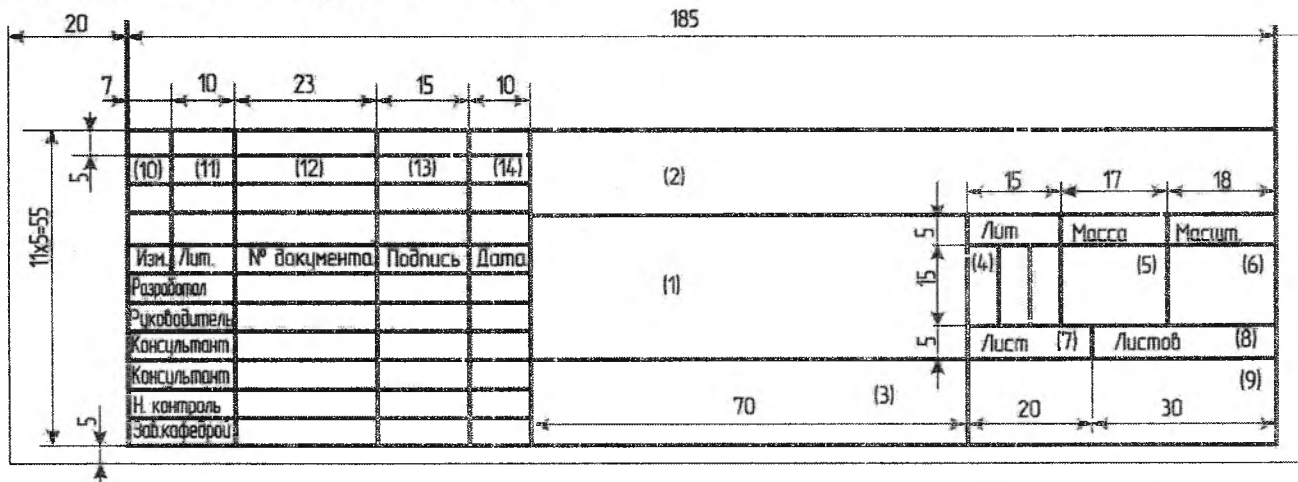 20 185
7 10 23 15 10
(10) (11) (12) (13) (14)
5
11x5=55
(2)
15 17 18
5
Лит Масса Масшт.
Изм. Лит. № документа Подпись Дата
(4) (5) (6)
15
(1)
Разработал
Руководитель
5
Лист (7) Листов (8)
Консультант
Консультант
(9)
(3)
70
20 30
Н. контроль
Зав.кафедрой
5